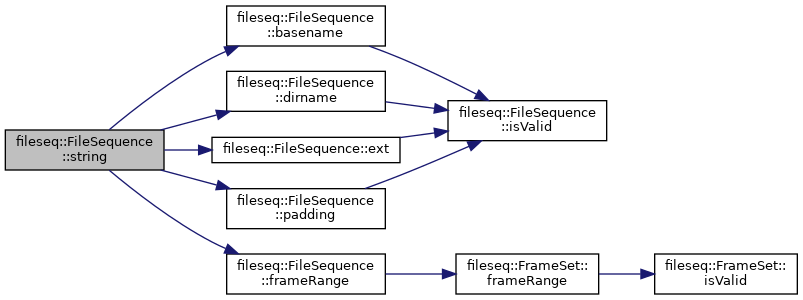 fileseq::FileSequence
::string
fileseq::FileSequence
::basename
fileseq::FileSequence
::dirname
fileseq::FileSequence::ext
fileseq::FileSequence
::padding
fileseq::FileSequence
::frameRange
fileseq::FileSequence
::isValid
fileseq::FrameSet::
frameRange
fileseq::FrameSet::
isValid